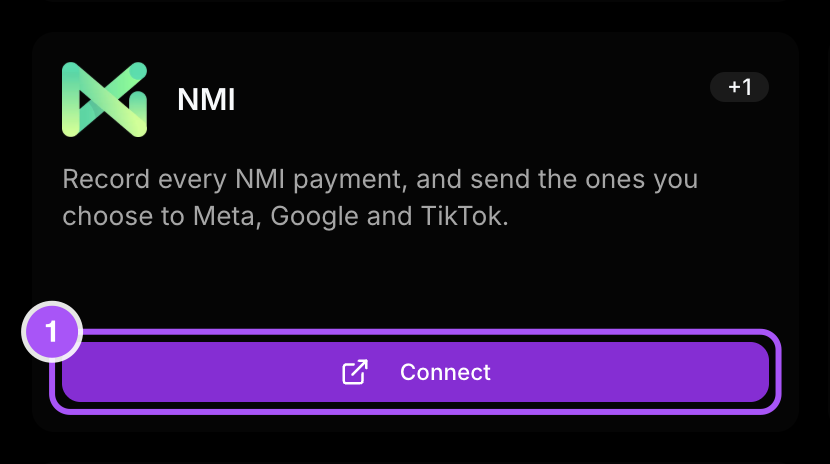 NMI
+1
Record every NMI payment, and send the ones you
choose to Meta, Google and TikTok.
1
Connect